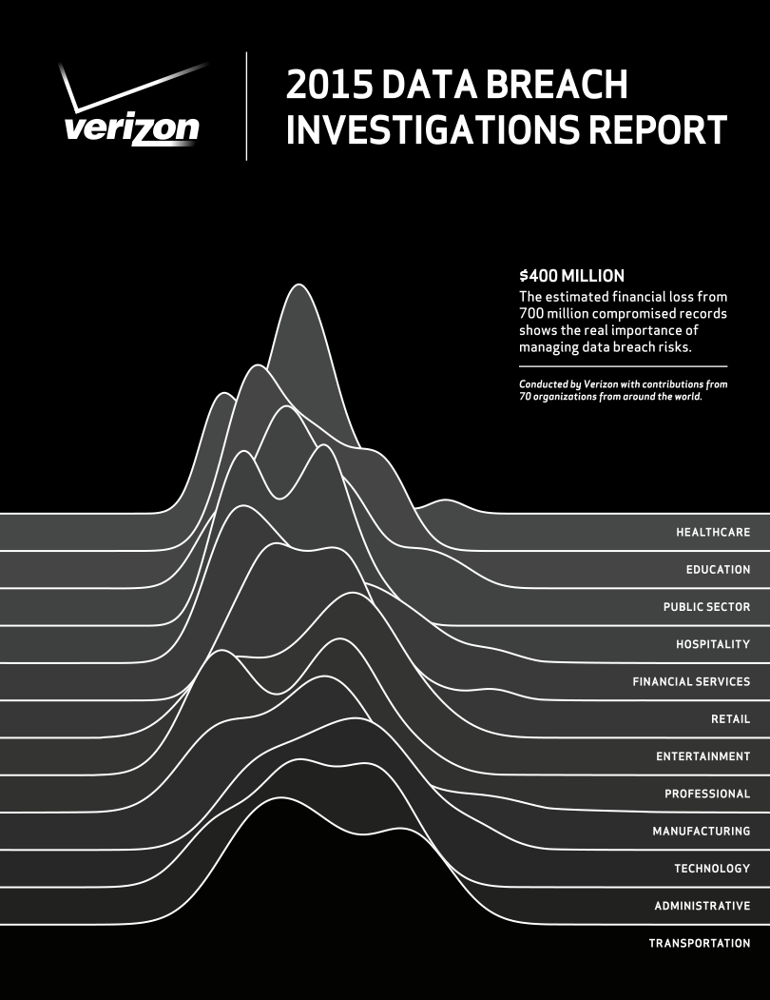 verizon
2015 DATA BREACH
INVESTIGATIONS REPORT
$400 MILLION
The estimated financial loss from
700 million compromised records
shows the real importance of
managing data breach risks.
Conducted by Verizon with contributions from
70 organizations from around the world.
HEALTHCARE
EDUCATION
PUBLIC SECTOR
HOSPITALITY
FINANCIAL SERVICES
RETAIL
ENTERTAINMENT
PROFESSIONAL
MANUFACTURING
TECHNOLOGY
ADMINISTRATIVE
TRANSPORTATION